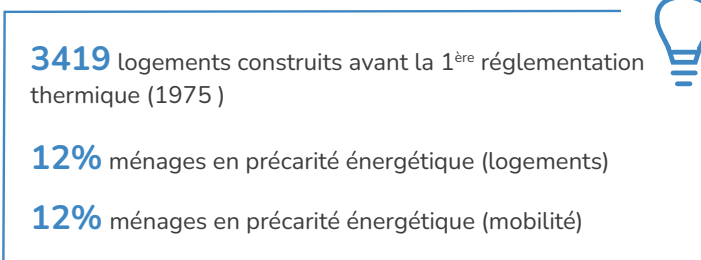 3419 logements construits avant la 1ère réglementation
thermique (1975 )
12% ménages en précarité énergétique (logements)
12% ménages en précarité énergétique (mobilité)